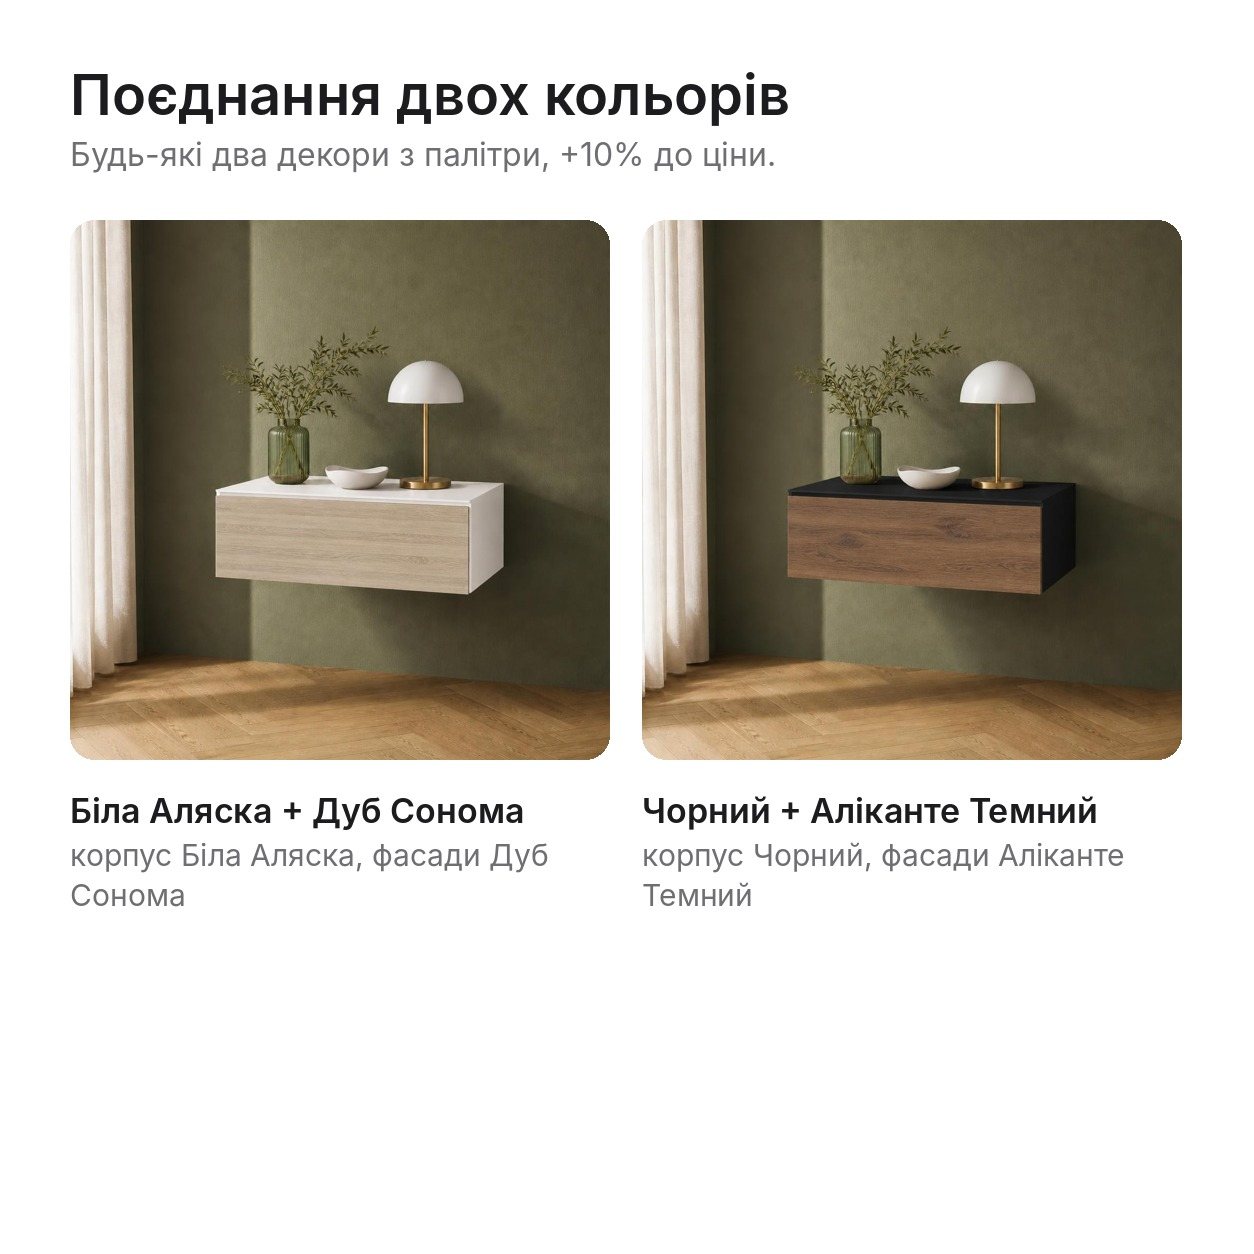 Поєднання двох кольорів
Будь-які два декори з палітри, +10% до ціни.
Біла Аляска + Дуб Сонома
корпус Біла Аляска, фасади Дуб
Сонома
Чорний + Аліканте Темний
корпус Чорний, фасади Аліканте
Темний